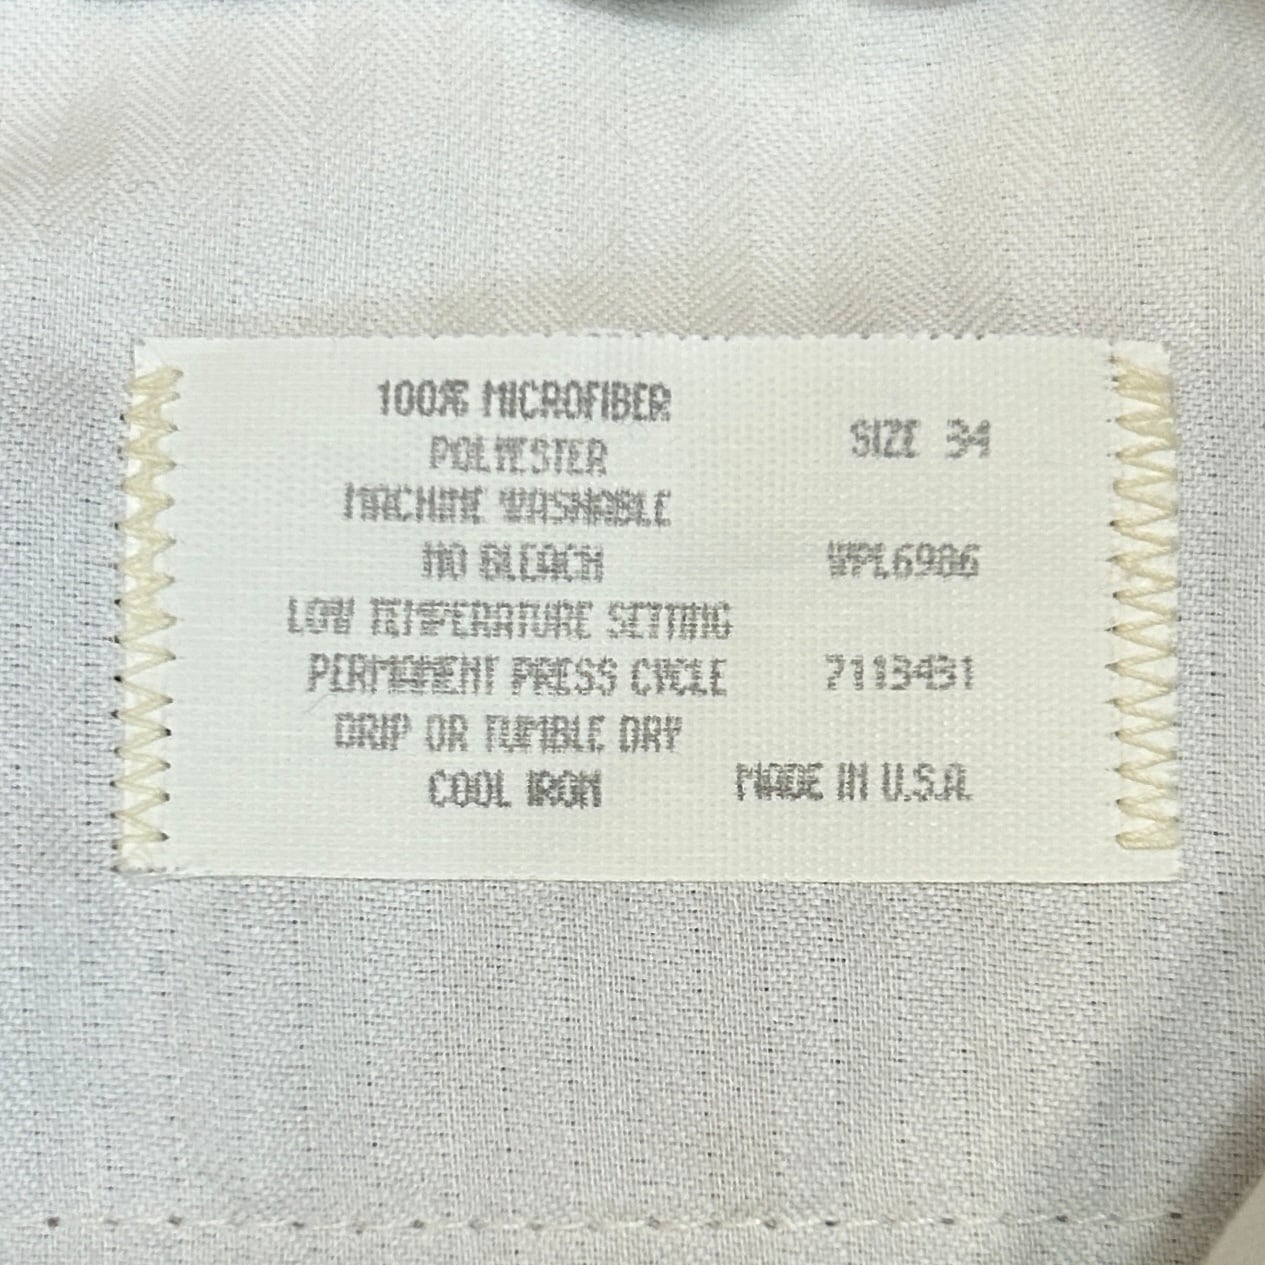 100% MICROFIBER
POLYESTER
MACHINE WASHABLE
NO BLEACH
LOW TEMPERATURE SETTING
PERMANENT PRESS CYCLE
DRIP OR TUMBLE DRY
COOL IRON
SIZE 34
WPL6986
7113431
MADE IN U.S.A.